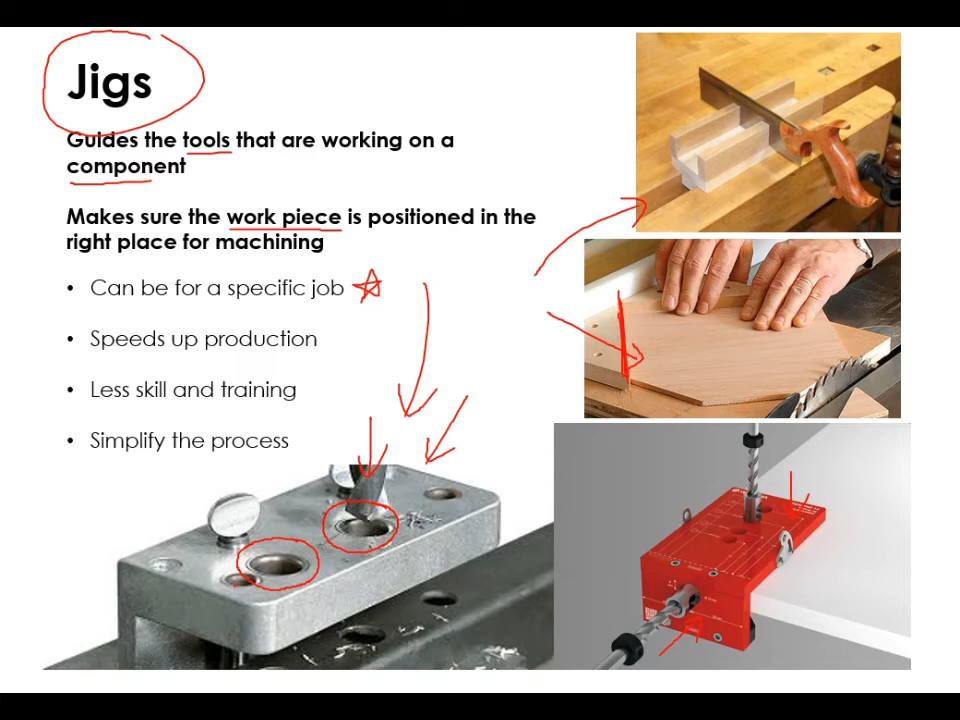 Jigs
Guides the tools that are working on a
component
Makes sure the work piece is positioned in the
right place for machining
• Can be for a specific job
• Speeds up production
• Less skill and training
• Simplify the process